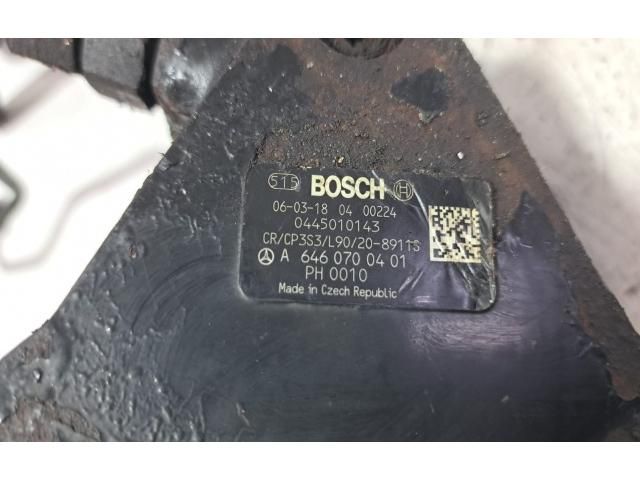 515 BOSCH
06-03-18 04 00224
0445010143
CR/CP3S3/L90/20-8911S
A 646 070 04 01
PH 0010
Made in Czech Republic